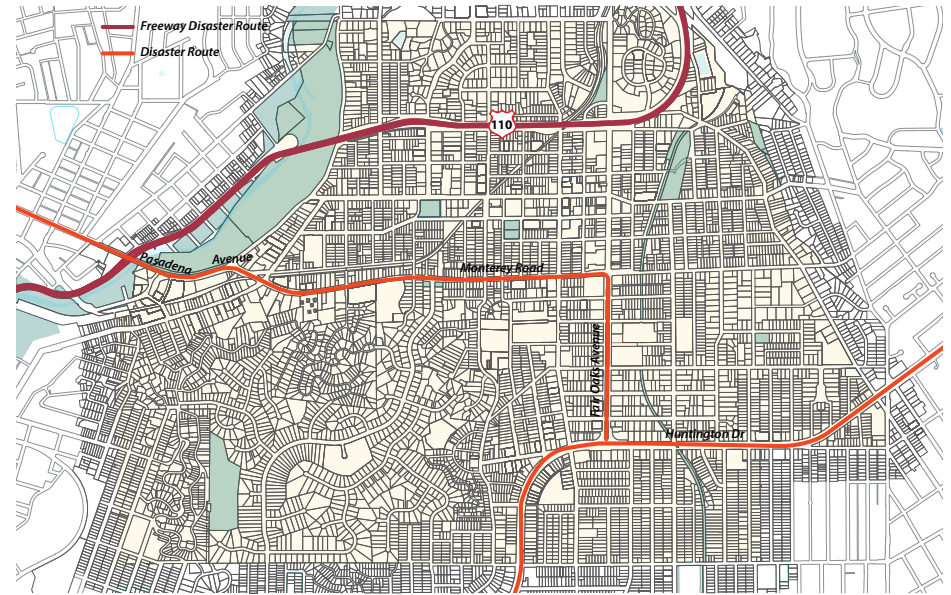 Freeway Disaster Route
Disaster Route
110
Pasadena
Avenue
Monterey Road
Fair Oaks Avenue
Huntington Dr